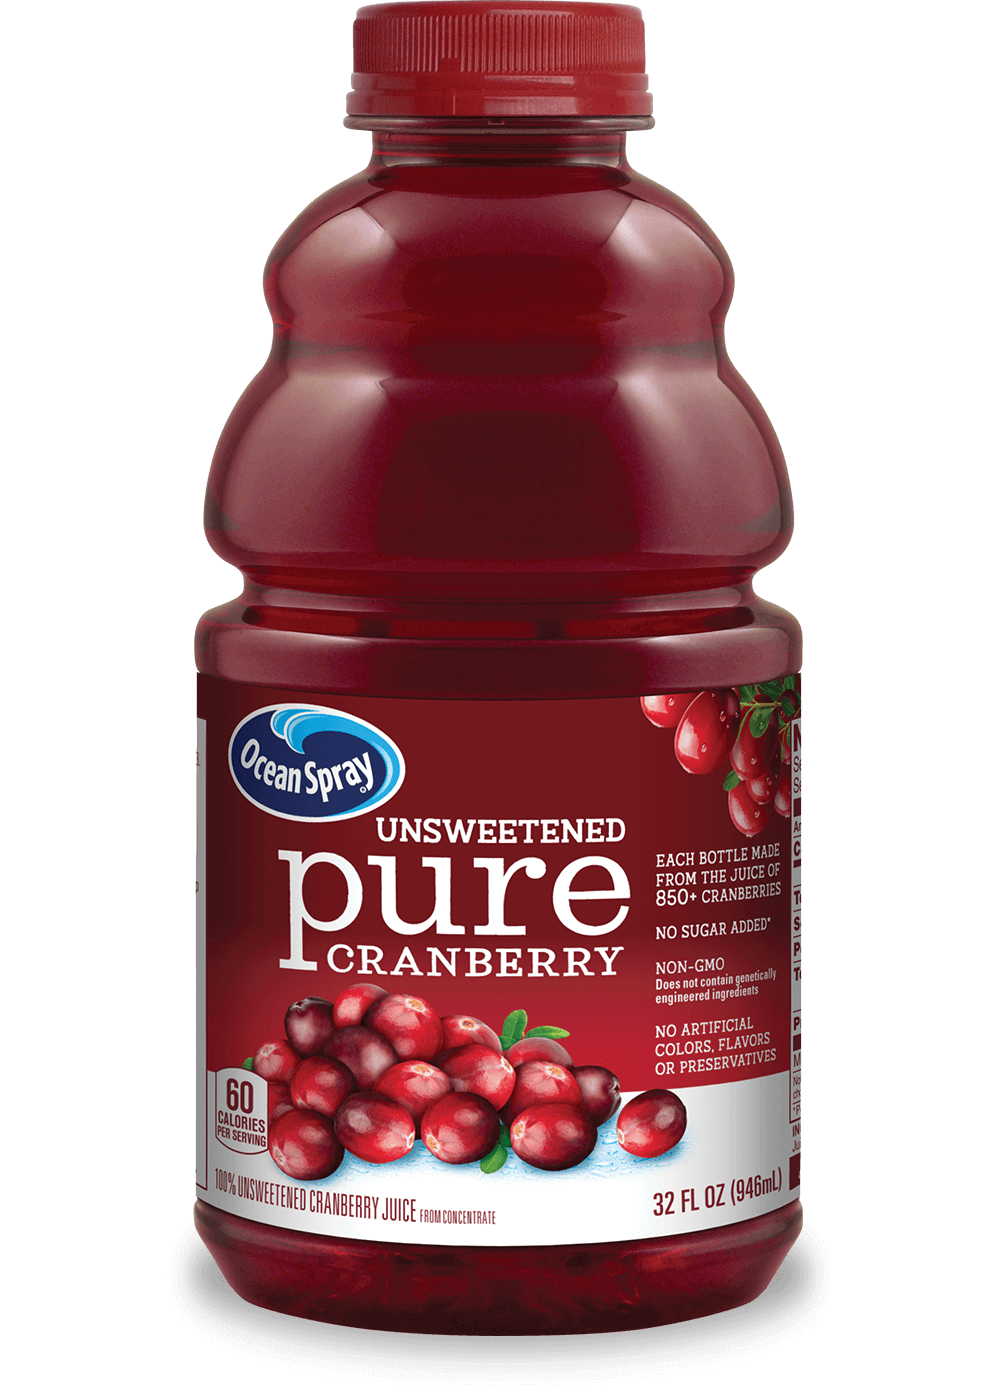 Ocean Spray
UNSWEETENED
pure
CRANBERRY
EACH BOTTLE MADE
FROM THE JUICE OF
850+ CRANBERRIES
NO SUGAR ADDED*
NON-GMO
Does not contain genetically
engineered ingredients
NO ARTIFICIAL
COLORS, FLAVORS
OR PRESERVATIVES
60
CALORIES
PER SERVING
100% UNSWEETENED CRANBERRY JUICE FROM CONCENTRATE
32 FL OZ (946mL)